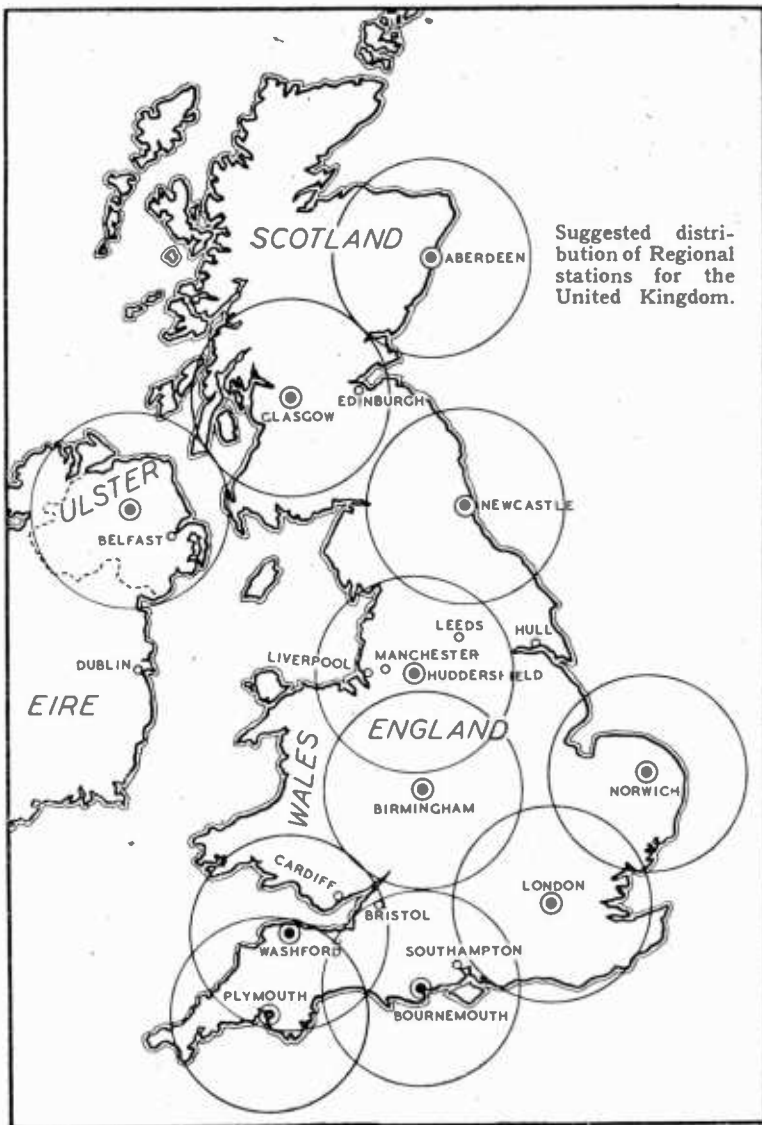 SCOTLAND
Suggested distri-
bution of Regional
stations for the
United Kingdom.
ABERDEEN
EDINBURGH
GLASGOW
ULSTER
NEWCASTLE
BELFAST
LEEDS
HULL
MANCHESTER
LIVERPOOL
DUBLIN
HUDDERSFIELD
EIRE
ENGLAND
WALES
NORWICH
BIRMINGHAM
CARDIFF
LONDON
BRISTOL
WASHFORD
SOUTHAMPTON
PLYMOUTH
BOURNEMOUTH